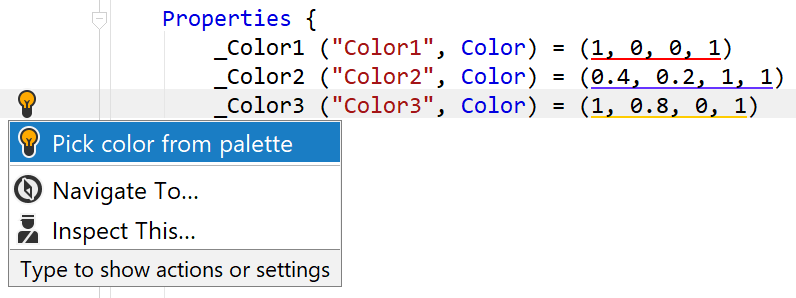 Properties {
_Color1 ("Color1", Color) = (1, 0, 0, 1)
_Color2 ("Color2", Color) = (0.4, 0.2, 1, 1)
_Color3 ("Color3", Color) = (1, 0.8, 0, 1)
Pick color from palette
Navigate To...
Inspect This...
Type to show actions or settings